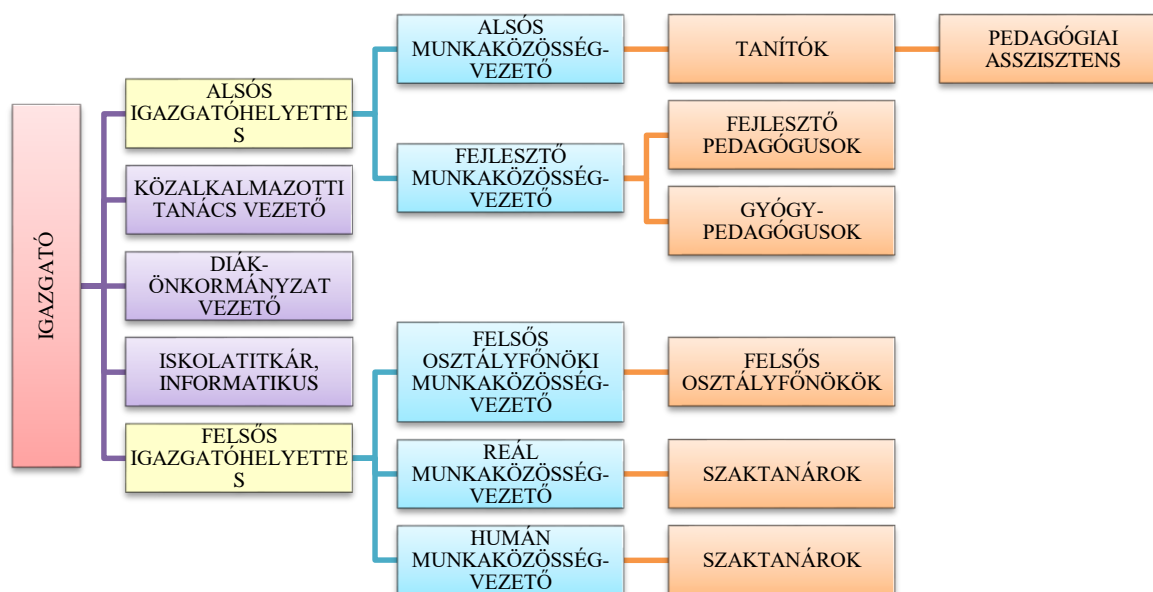 IGAZGATÓ
ALSÓS
IGAZGATÓHELYETTE
S
KÖZALKALMAZOTTI
TANÁCS VEZETŐ
DIÁK-
ÖNKORMÁNYZAT
VEZETŐ
ISKOLATITKÁR,
INFORMATIKUS
FELSŐS
IGAZGATÓHELYETTE
S
ALSÓS
MUNKAKÖZÖSSÉG-
VEZETŐ
FEJLESZTŐ
MUNKAKÖZÖSSÉG-
VEZETŐ
FELSŐS
OSZTÁLYFŐNÖKI
MUNKAKÖZÖSSÉG-
VEZETŐ
REÁL
MUNKAKÖZÖSSÉG-
VEZETŐ
HUMÁN
MUNKAKÖZÖSSÉG-
VEZETŐ
TANÍTÓK
FEJLESZTŐ
PEDAGÓGUSOK
GYÓGY-
PEDAGÓGUSOK
FELSŐS
OSZTÁLYFŐNÖKÖK
SZAKTANÁROK
SZAKTANÁROK
PEDAGÓGIAI
ASSZISZTENS